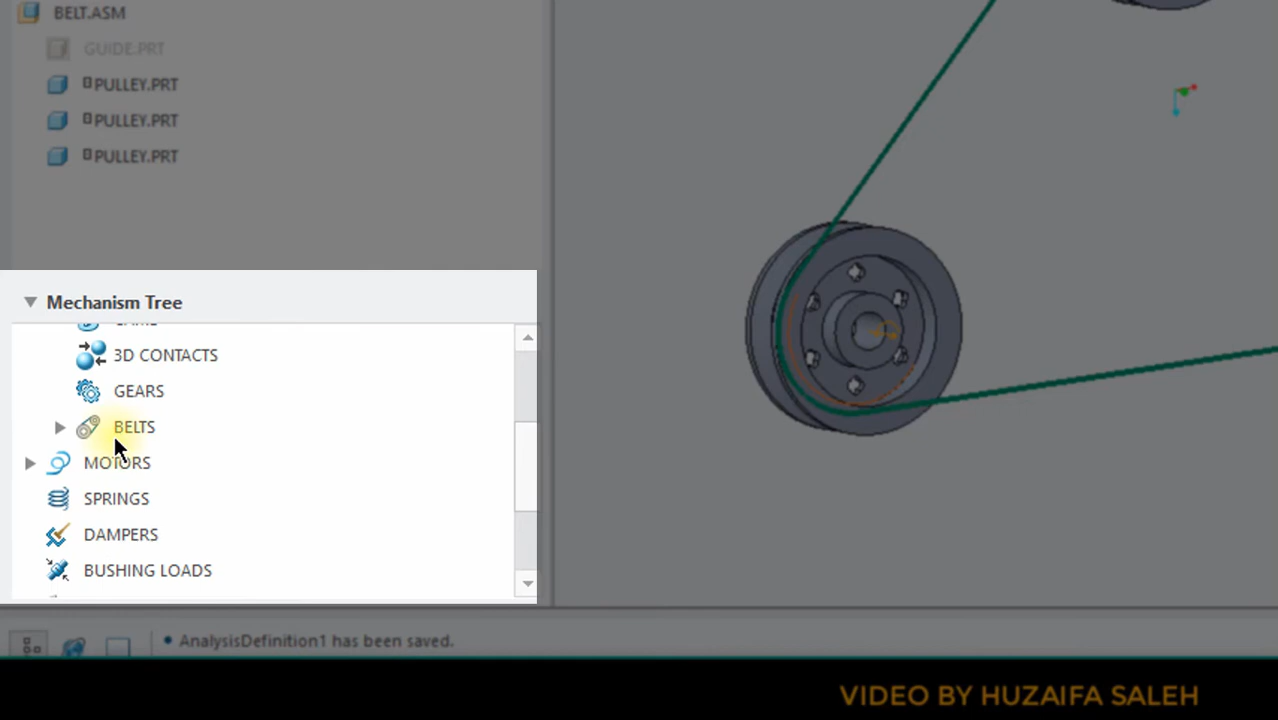 BELT.ASM
GUIDE.PRT
PULLEY.PRT
PULLEY.PRT
PULLEY.PRT
Mechanism Tree
3D CONTACTS
GEARS
BELTS
MOTORS
SPRINGS
DAMPERS
BUSHING LOADS
AnalysisDefinition1 has been saved.
VIDEO BY HUZAIFA SALEH